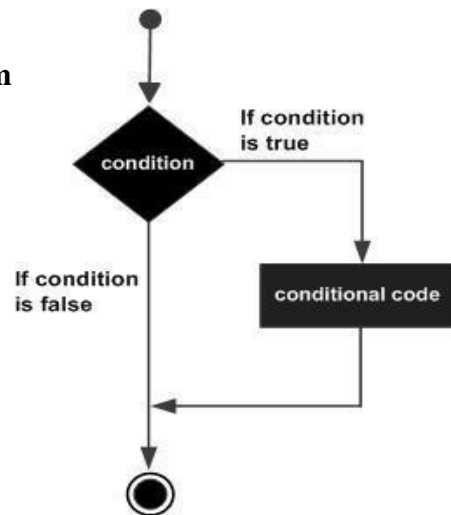 m
If condition
is true
condition
If condition
is false
conditional code